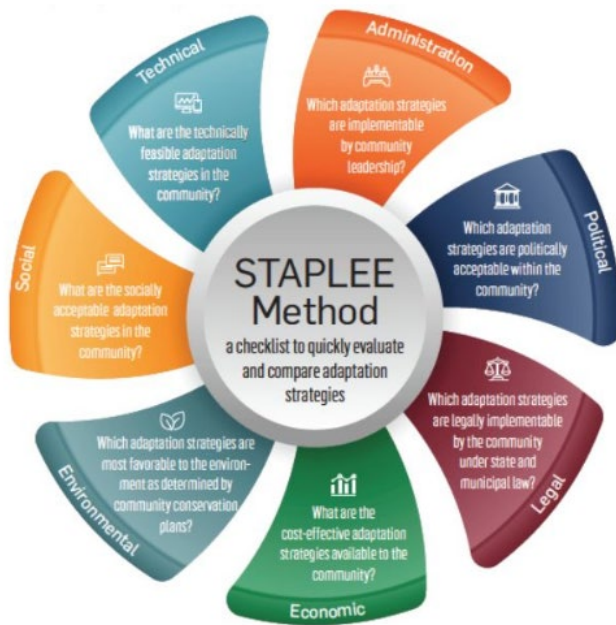 STAPLEE
Method
a checklist to quickly evaluate
and compare adaptation
strategies
Social
What are the socially
acceptable adaptation
strategies in the
community?
Technical
What are the technically
feasible adaptation
strategies in the
community?
Administration
Which adaptation strategies
are implementable
by community
leadership?
Political
Which adaptation
strategies are politically
acceptable within the
community?
Legal
Which adaptation strategies
are legally implementable
by the community
under state and
municipal law?
Economic
What are the
cost-effective adaptation
strategies available to the
community?
Environmental
Which adaptation strategies are
most favorable to the environ-
ment as determined by
community conservation
plans?